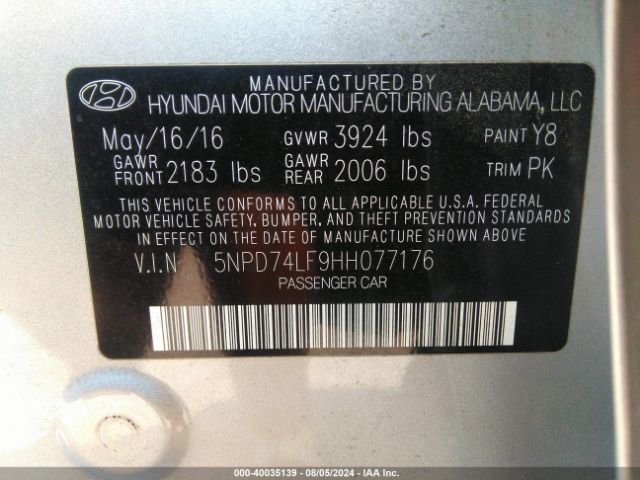 MANUFACTURED BY
HYUNDAI MOTOR MANUFACTURING ALABAMA, LLC
May/16/16 GVWR 3924 lbs PAINT Y8
GAWR FRONT 2183 lbs GAWR REAR 2006 lbs TRIM PK
THIS VEHICLE CONFORMS TO ALL APPLICABLE U.S.A. FEDERAL
MOTOR VEHICLE SAFETY, BUMPER, AND THEFT PREVENTION STANDARDS
IN EFFECT ON THE DATE OF MANUFACTURE SHOWN ABOVE.
V.I.N 5NPD74LF9HH077176
PASSENGER CAR
000-40035139 - 08/05/2024 - IAA Inc.